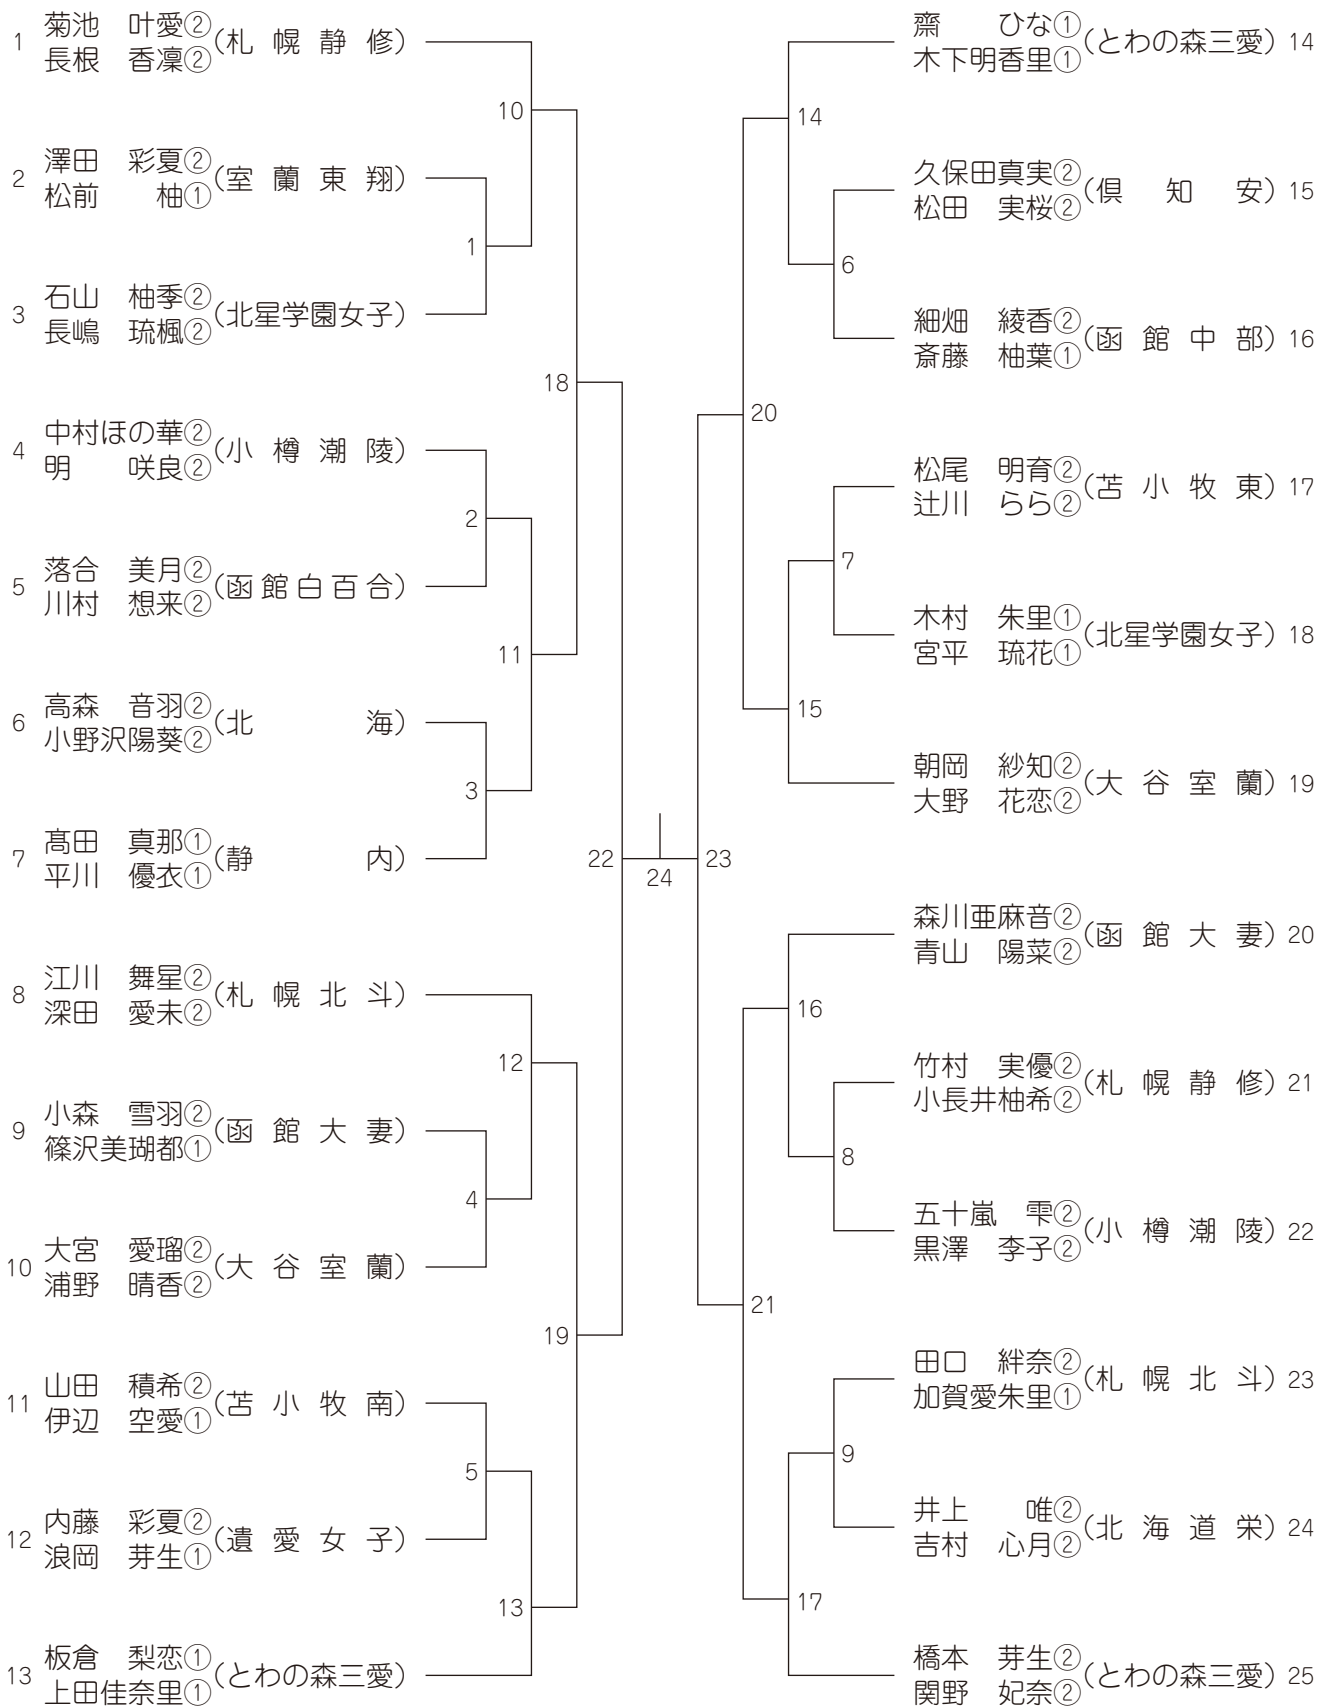 1 菊池　叶愛② (札幌静修)
長根　香凜②
2 澤田　彩夏② (室蘭東翔)
松前　　柚①
3 石山　柚季② (北星学園女子)
長嶋　琉楓②
4 中村ほの華② (小樽潮陵)
明　　咲良②
5 落合　美月② (函館白百合)
川村　想来②
6 高森　音羽② (北海)
小野沢陽葵②
7 髙田　真那① (静内)
平川　優衣①
8 江川　舞星② (札幌北斗)
深田　愛未②
9 小森　雪羽② (函館大妻)
篠沢美瑚都①
10 大宮　愛瑠② (大谷室蘭)
浦野　晴香②
11 山田　積希② (苫小牧南)
伊辺　空愛①
12 内藤　彩夏② (遺愛女子)
浪岡　芽生①
13 板倉　梨恋① (とわの森三愛)
上田佳奈里①
10
1
18
2
11
3
22
12
4
19
5
13
24
23
14
6
20
7
15
16
8
21
9
17
齋　　ひな① (とわの森三愛) 14
木下明香里①
久保田真実② (倶知安) 15
松田　実桜②
細畑　綾香② (函館中部) 16
斎藤　柚葉①
松尾　明育② (苫小牧東) 17
辻川　らら②
木村　朱里① (北星学園女子) 18
宮平　琉花①
朝岡　紗知② (大谷室蘭) 19
大野　花恋②
森川亜麻音② (函館大妻) 20
青山　陽菜②
竹村　実優② (札幌静修) 21
小長井柚希②
五十嵐　雫② (小樽潮陵) 22
黒澤　李子②
田口　絆奈② (札幌北斗) 23
加賀愛朱里①
井上　　唯② (北海道栄) 24
吉村　心月②
橋本　芽生② (とわの森三愛) 25
関野　妃奈②